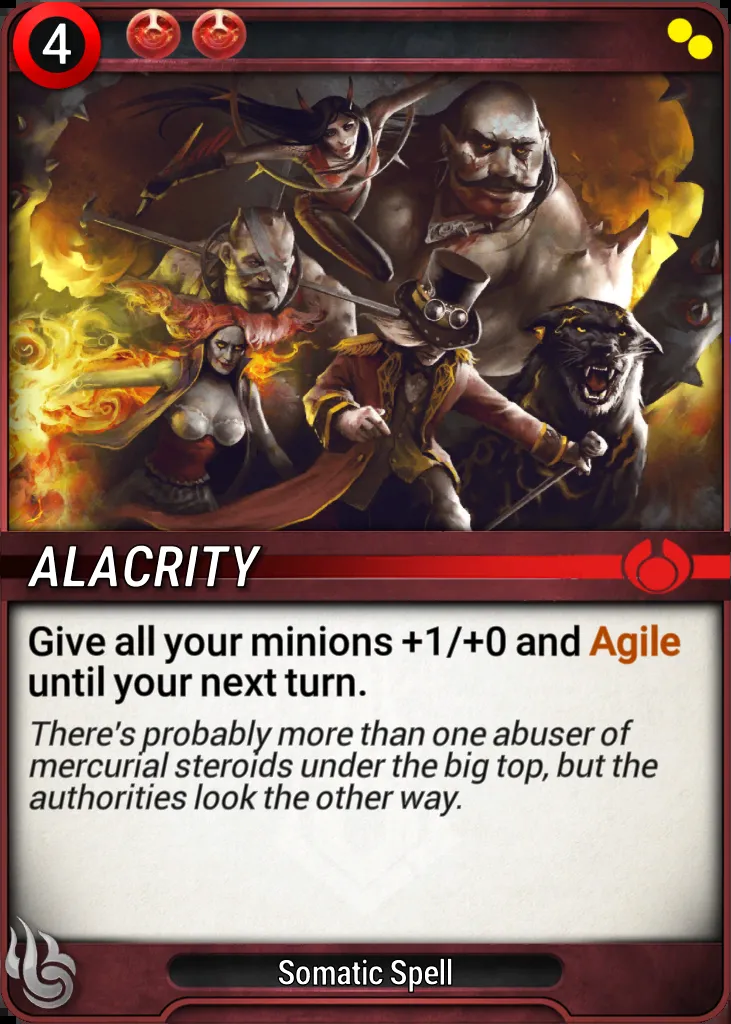 4
ALACRITY
Give all your minions +1/+0 and Agile
until your next turn.
There's probably more than one abuser of
mercurial steroids under the big top, but the
authorities look the other way.
Somatic Spell